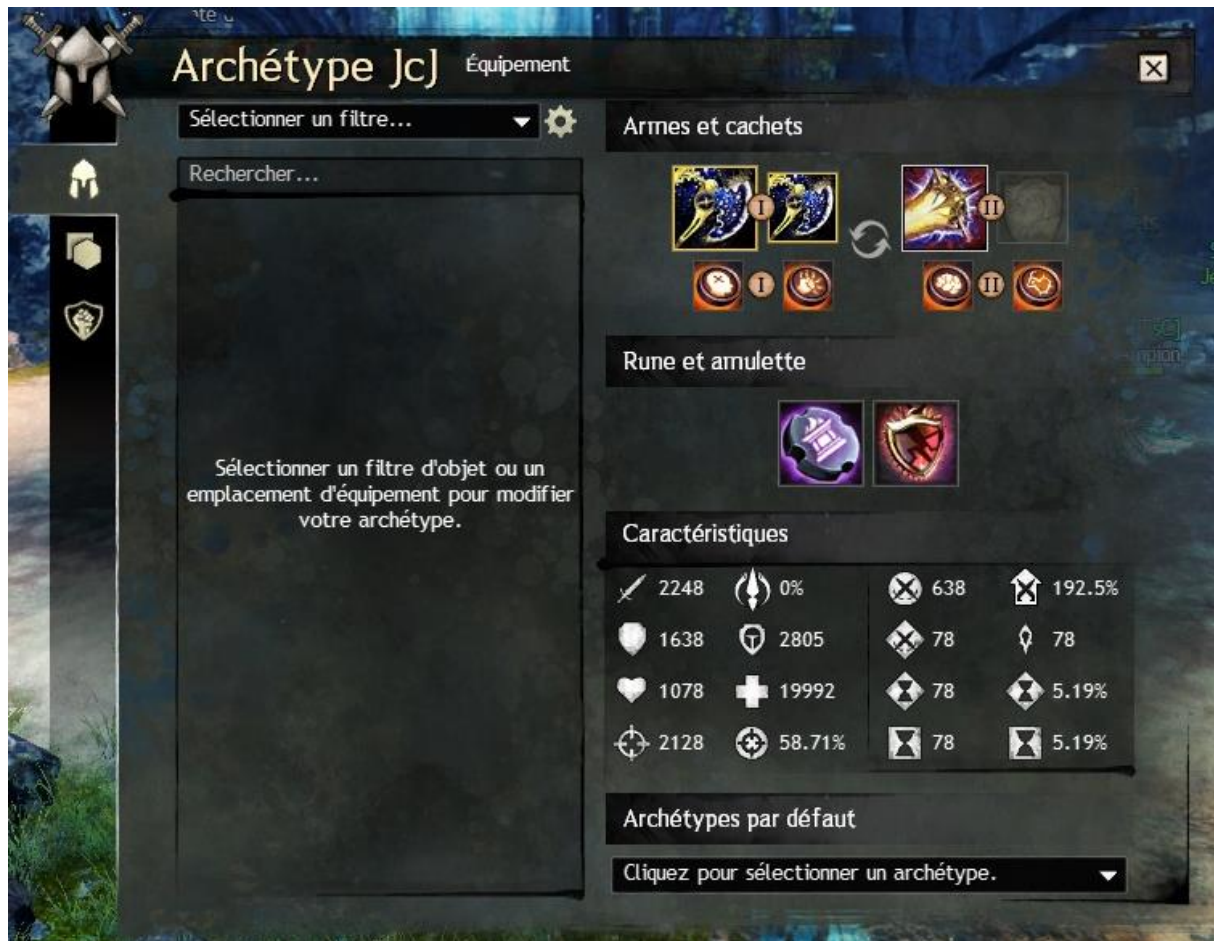 Archétype JcJ Équipement
Sélectionner un filtre...
Rechercher...
Sélectionner un filtre d'objet ou un
emplacement d'équipement pour modifier
votre archétype.
Armes et cachets
I
II
I
II
Rune et amulette
Caractéristiques
2248 0% 638 192.5%
1638 2805 78 78
1078 19992 78 5.19%
2128 58.71% 78 5.19%
Archétypes par défaut
Cliquez pour sélectionner un archétype.